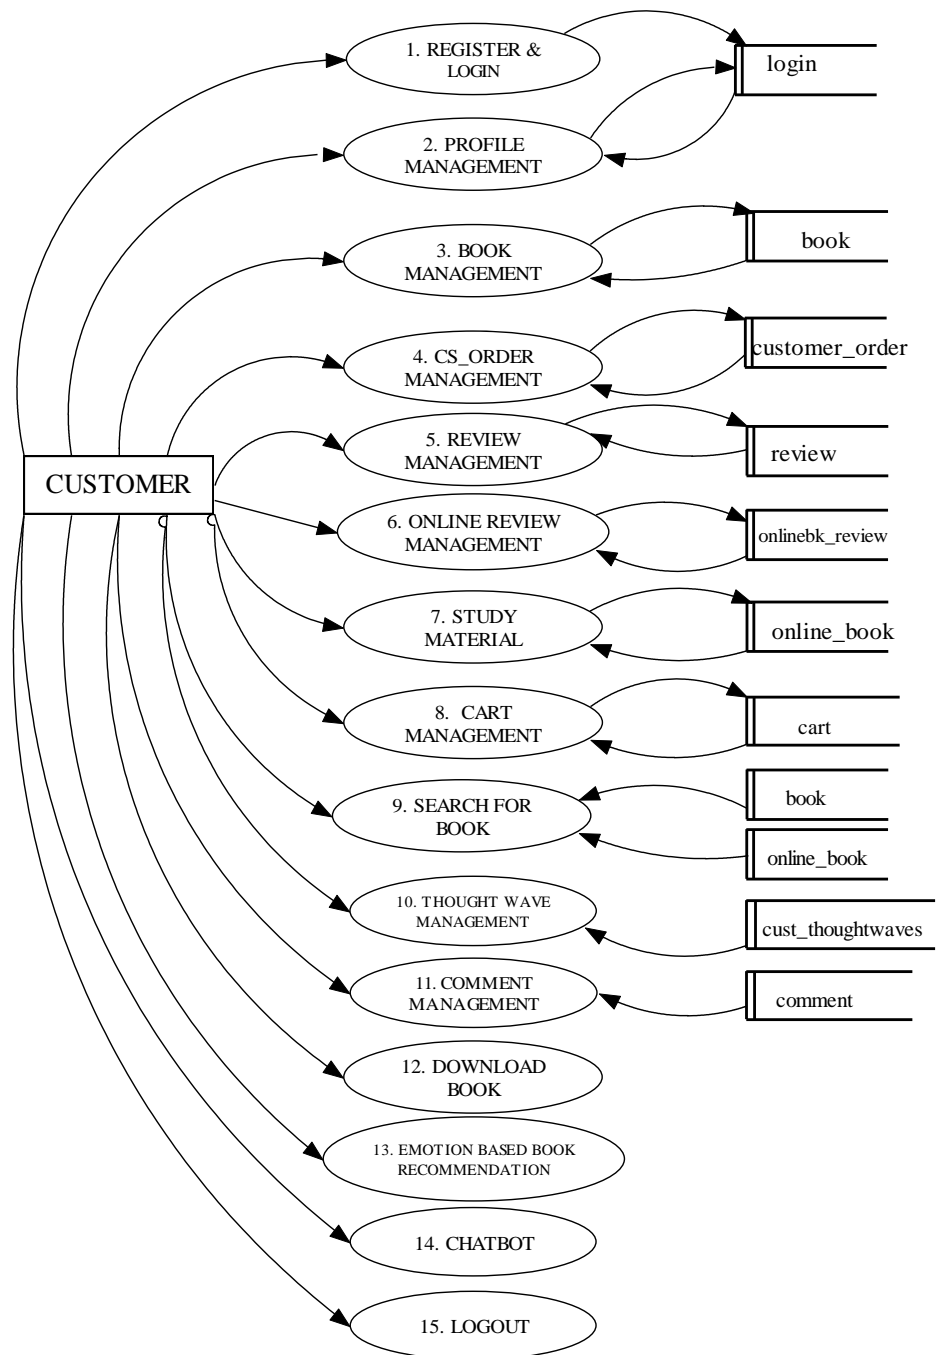 1. REGISTER &
LOGIN
login
2. PROFILE
MANAGEMENT
3. BOOK
MANAGEMENT
book
4. CS_ORDER
MANAGEMENT
customer_order
5. REVIEW
MANAGEMENT
review
CUSTOMER
6. ONLINE REVIEW
MANAGEMENT
onlinebk_review
7. STUDY
MATERIAL
online_book
8. CART
MANAGEMENT
cart
9. SEARCH FOR
BOOK
book
online_book
10. THOUGHT WAVE
MANAGEMENT
cust_thoughtwaves
11. COMMENT
MANAGEMENT
comment
12. DOWNLOAD
BOOK
13. EMOTION BASED BOOK
RECOMMENDATION
14. CHATBOT
15. LOGOUT